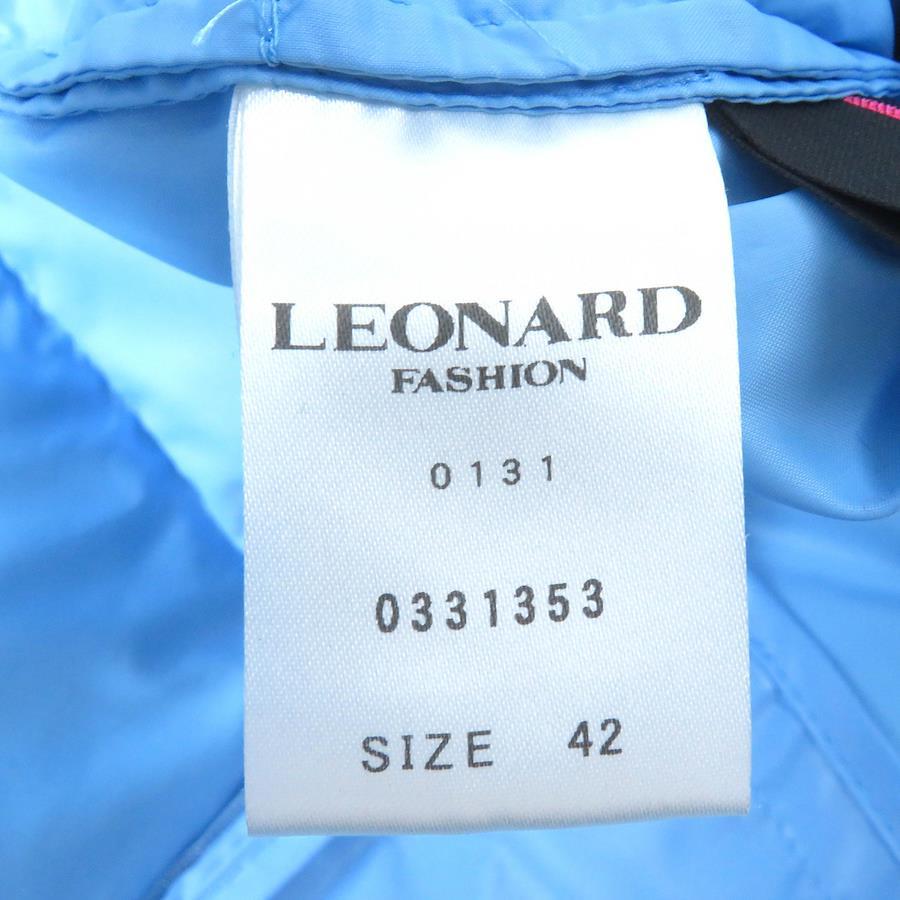 LEONARD
FASHION
0131
0331353
SIZE 42